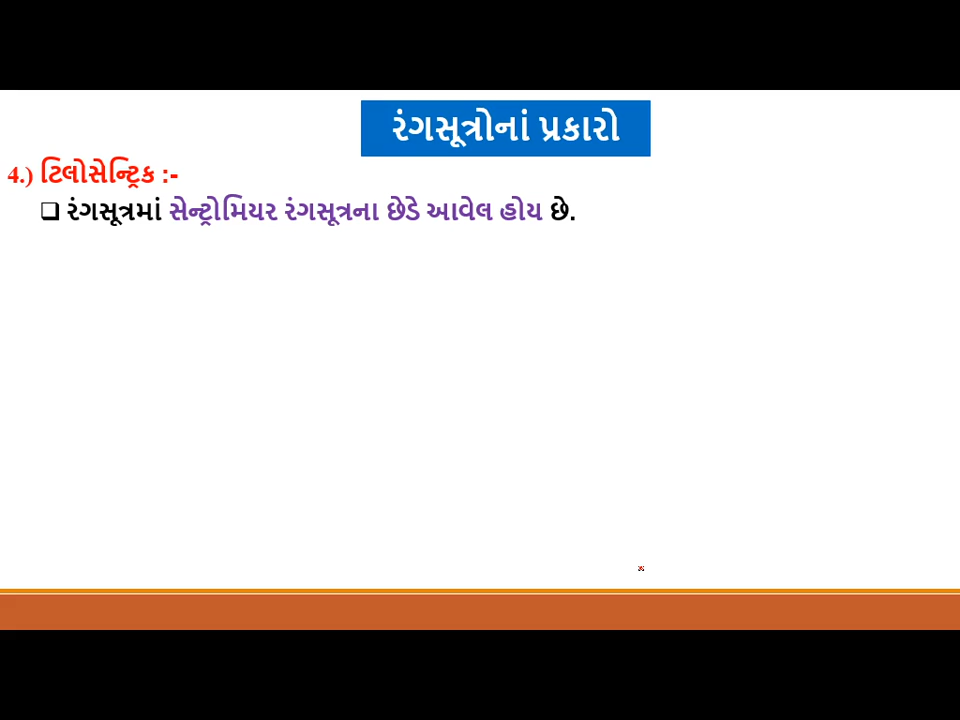 રંગસૂત્રોનાં પ્રકારો
4.) ટિલોસેન્ટ્રિક :-
❑ રંગસૂત્રમાં સેન્ટ્રોમિયર રંગસૂત્રના છેડે આવેલ હોય છે.